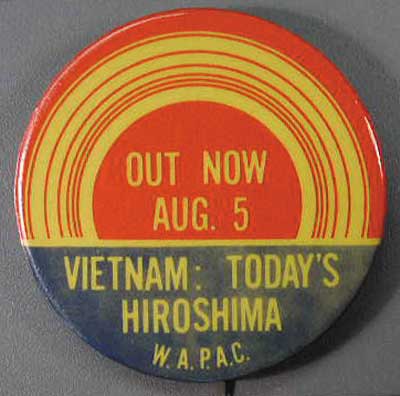 OUT NOW
AUG. 5
VIETNAM: TODAY'S
HIROSHIMA
W.A.P.A.C.